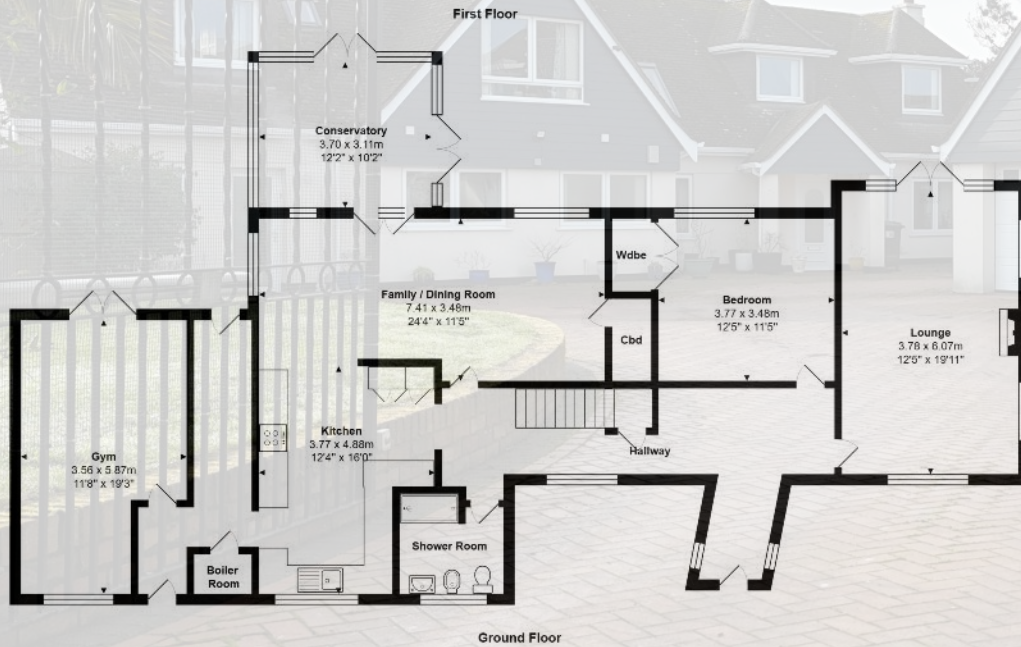 First Floor
Conservatory
3.70 x 3.11m
12'2" x 10'2"
Wdbe
Family / Dining Room
7.41 x 3.48m
24'4" x 11'5"
Bedroom
3.77 x 3.48m
12'5" x 11'5"
Cbd
Lounge
3.78 x 6.07m
12'5" x 19'11"
Kitchen
3.77 x 4.88m
12'4" x 16'0"
Hallway
Gym
3.56 x 5.87m
11'8" x 19'3"
Shower Room
Boiler
Room
Ground Floor